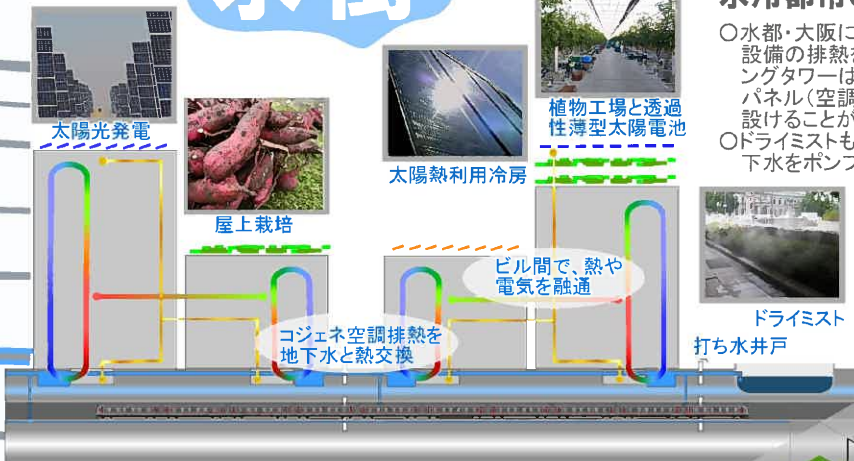 太陽光発電
屋上栽培
太陽熱利用冷房
植物工場と透過
性薄型太陽電池
〇水都・大阪に
設備の排熱を
ングタワーは
パネル(空調
設けることが
〇ドライミストも
下水をポンプ
ビル間で、熱や
電気を融通
ドライミスト
コジェネ空調排熱を
地下水と熱交換
打ち水井戸